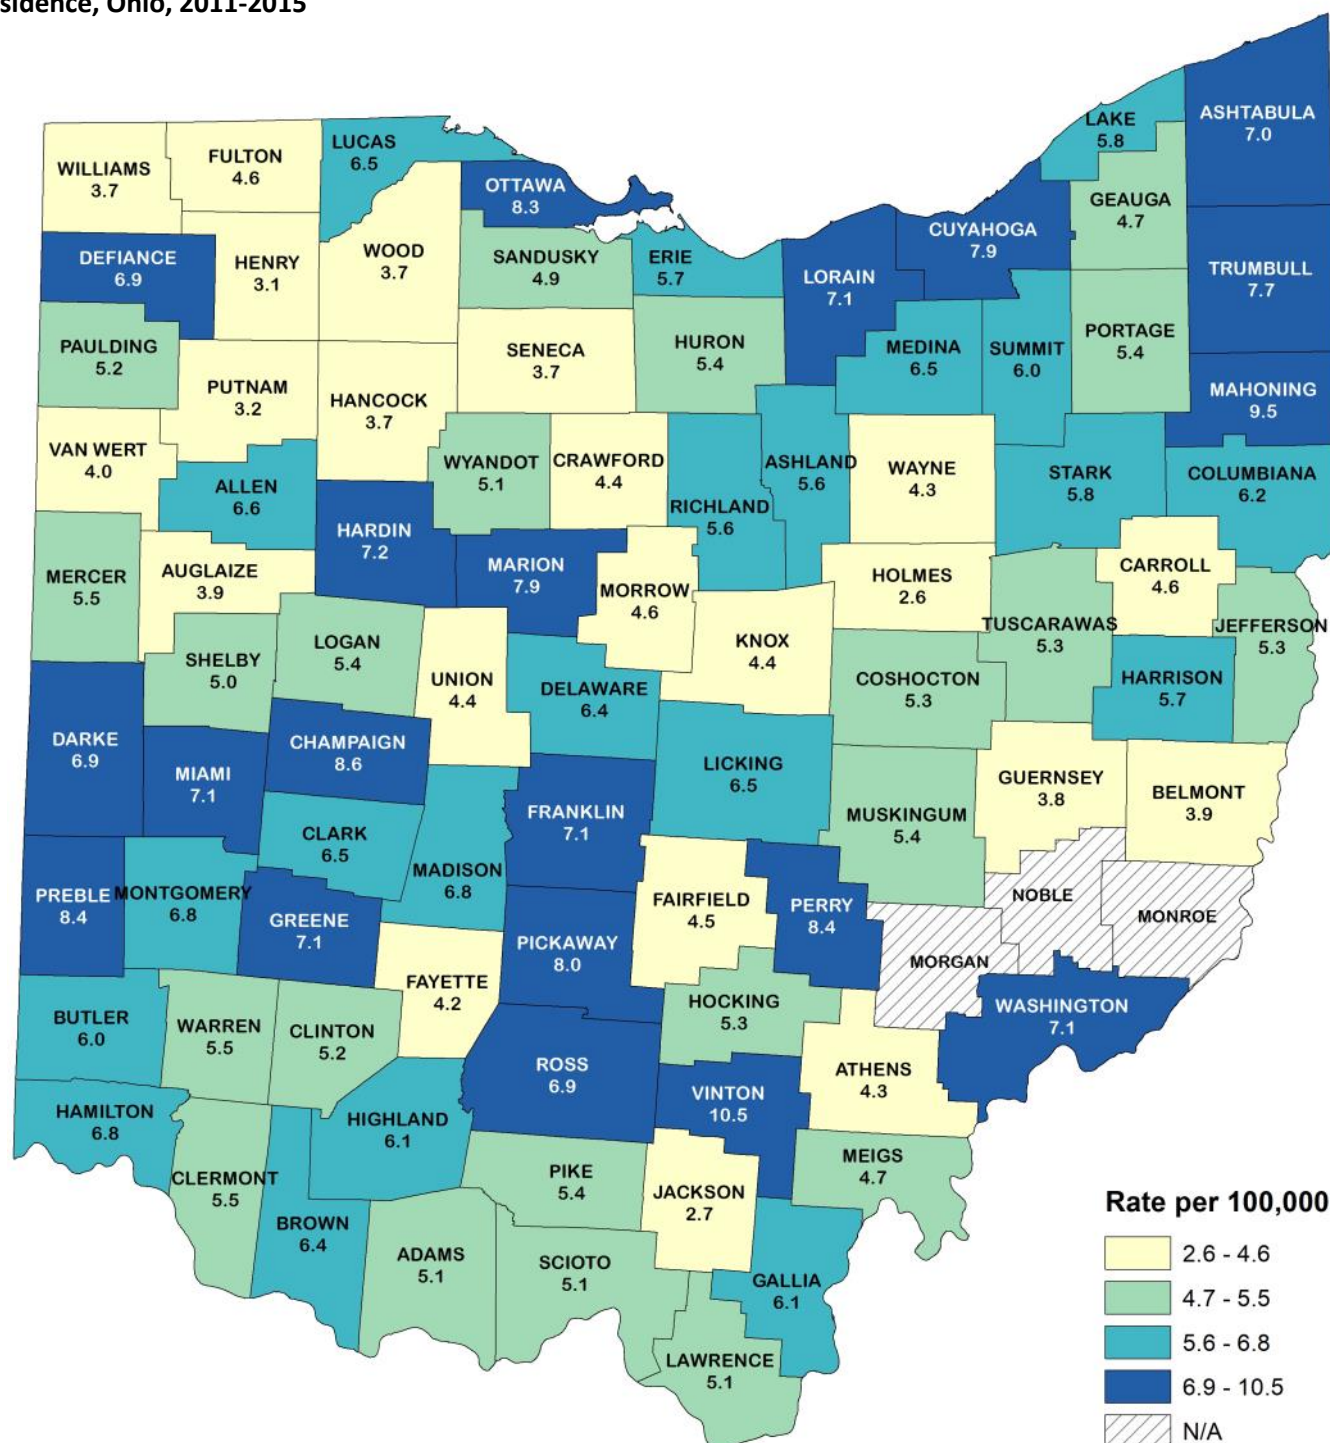 sidence, Ohio, 2011-2015
ASHTABULA
7.0
LAKE
5.8
LUCAS
6.5
FULTON
4.6
WILLIAMS
3.7
OTTAWA
8.3
GEAUGA
4.7
CUYAHOGA
7.9
WOOD
3.7
SANDUSKY
4.9
ERIE
5.7
DEFIANCE
6.9
HENRY
3.1
LORAIN
7.1
TRUMBULL
7.7
PAULDING
5.2
SENECA
3.7
HURON
5.4
MEDINA
6.5
SUMMIT
6.0
PORTAGE
5.4
PUTNAM
3.2
HANCOCK
3.7
MAHONING
9.5
VAN WERT
4.0
WYANDOT
5.1
CRAWFORD
4.4
ASHLAND
5.6
WAYNE
4.3
STARK
5.8
COLUMBIANA
6.2
ALLEN
6.6
RICHLAND
5.6
HARDIN
7.2
MERCER
5.5
AUGLAIZE
3.9
MARION
7.9
MORROW
4.6
HOLMES
2.6
CARROLL
4.6
TUSCARAWAS
5.3
JEFFERSON
5.3
LOGAN
5.4
SHELBY
5.0
KNOX
4.4
UNION
4.4
DELAWARE
6.4
COSHOCTON
5.3
HARRISON
5.7
DARKE
6.9
CHAMPAIGN
8.6
MIAMI
7.1
LICKING
6.5
GUERNSEY
3.8
BELMONT
3.9
FRANKLIN
7.1
MUSKINGUM
5.4
CLARK
6.5
MADISON
6.8
PREBLE
8.4
MONTGOMERY
6.8
FAIRFIELD
4.5
PERRY
8.4
NOBLE
MONROE
GREENE
7.1
PICKAWAY
8.0
MORGAN
FAYETTE
4.2
HOCKING
5.3
WASHINGTON
7.1
BUTLER
6.0
WARREN
5.5
CLINTON
5.2
ROSS
6.9
ATHENS
4.3
VINTON
10.5
HAMILTON
6.8
HIGHLAND
6.1
MEIGS
4.7
CLERMONT
5.5
PIKE
5.4
JACKSON
2.7
BROWN
6.4
ADAMS
5.1
SCIOTO
5.1
GALLIA
6.1
LAWRENCE
5.1
Rate per 100,000
2.6 - 4.6
4.7 - 5.5
5.6 - 6.8
6.9 - 10.5
N/A